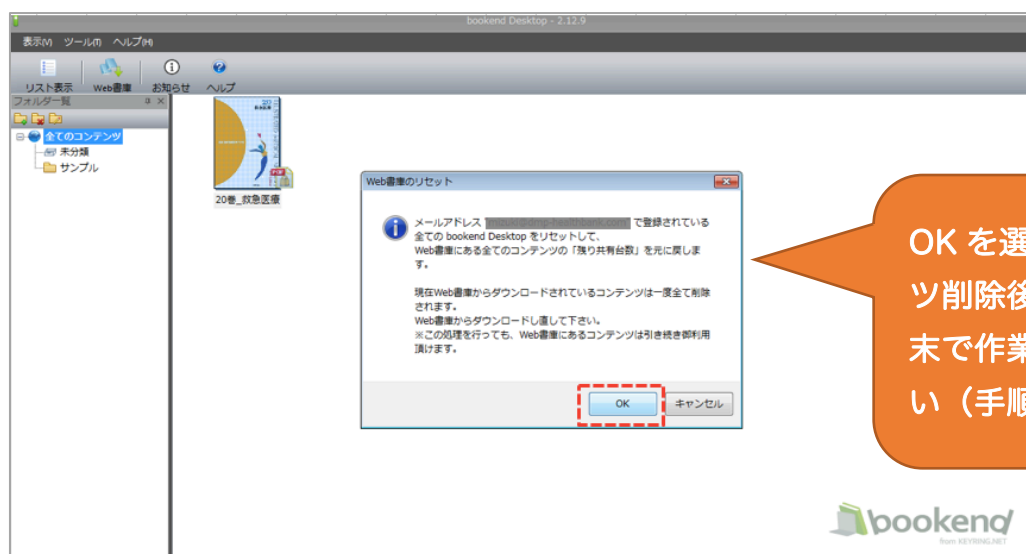 bookend Desktop - 2.12.9
表示(V) ツール(T) ヘルプ(H)
リスト表示 Web書庫 お知らせ ヘルプ
フォルダ一覧
全てのコンテンツ
未分類
サンプル
救急医療
PDF
20巻_救急医療
Web書庫のリセット
メールアドレス で登録されている
全ての bookend Desktop をリセットして、
Web書庫にある全てのコンテンツの「残り共有台数」を元に戻しま
す。
現在Web書庫からダウンロードされているコンテンツは一度全て削除
されます。
Web書庫からダウンロードし直して下さい。
※この処理を行っても、Web書庫にあるコンテンツは引き続き御利用
頂けます。
OK キャンセル
OK を選
ツ削除後
末で作業
い（手順
bookend
from KEYRING.NET